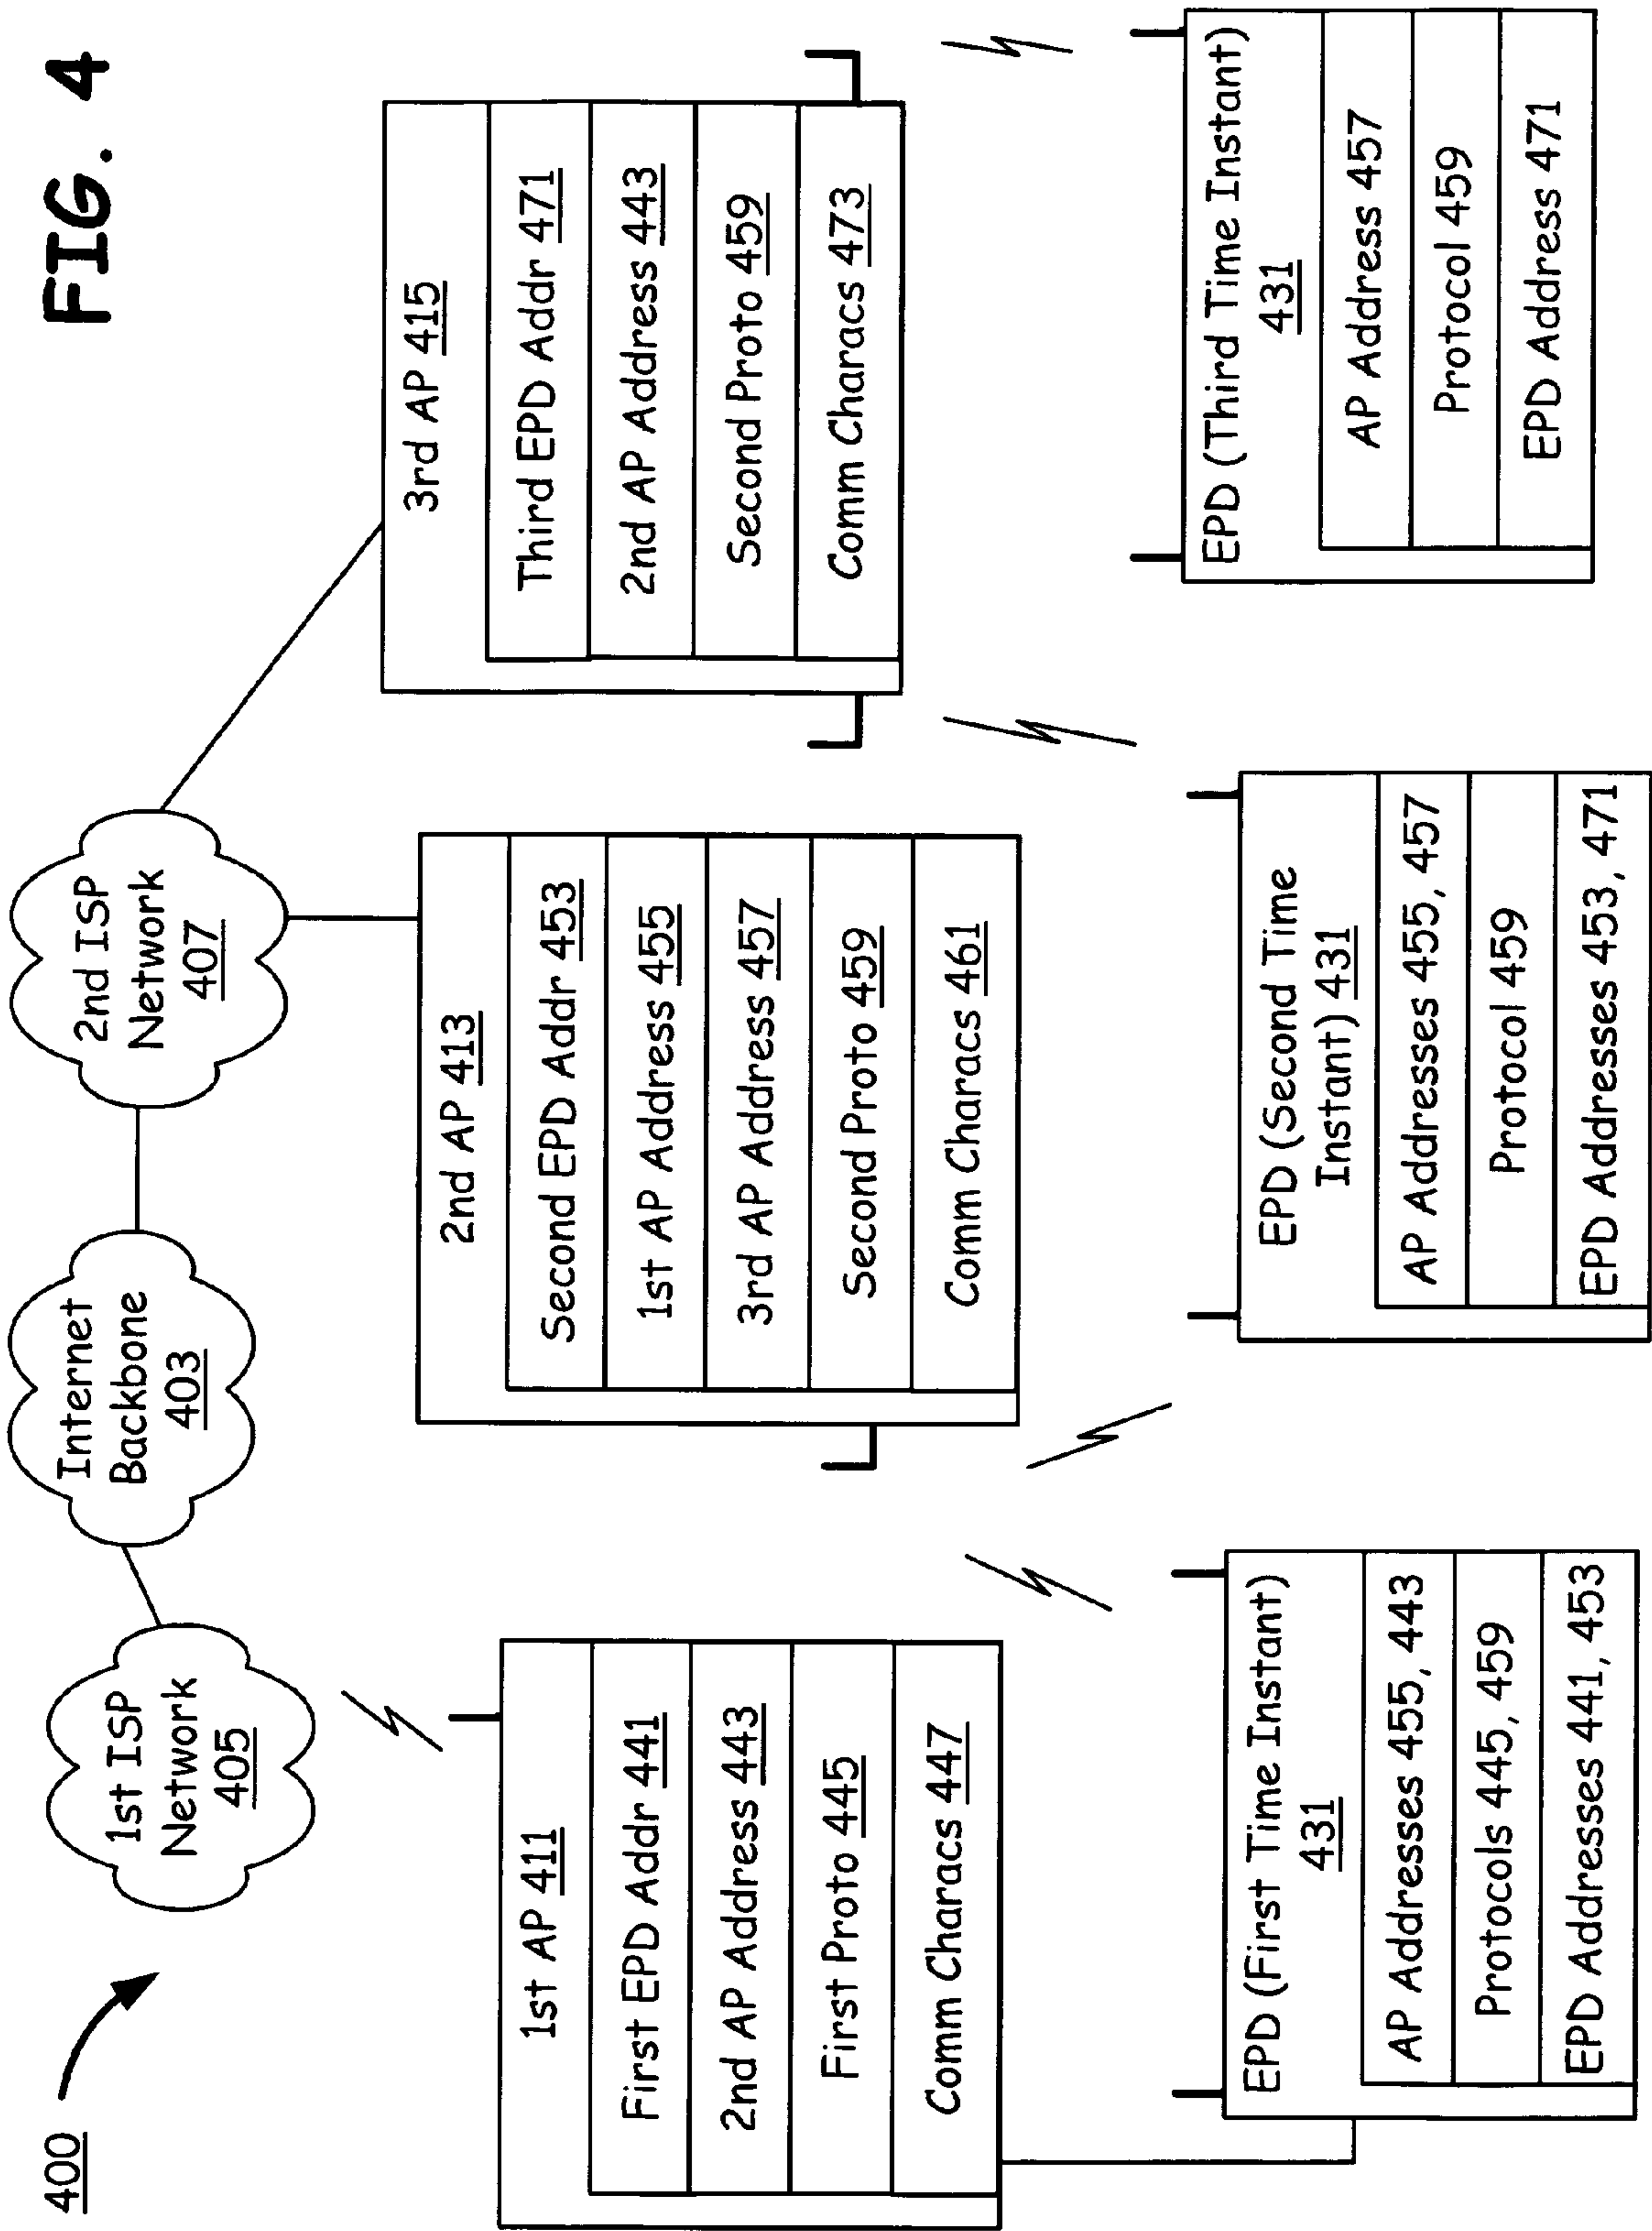 FIG. 4
400
1st ISP
Network
405
Internet
Backbone
403
2nd ISP
Network
407
1st AP 411
First EPD Addr 441
2nd AP Address 443
First Proto 445
Comm Characs 447
2nd AP 413
Second EPD Addr 453
1st AP Address 455
3rd AP Address 457
Second Proto 459
Comm Characs 461
3rd AP 415
Third EPD Addr 471
2nd AP Address 443
Second Proto 459
Comm Characs 473
EPD (First Time Instant)
431
AP Addresses 455, 443
Protocols 445, 459
EPD Addresses 441, 453
EPD (Second Time
Instant) 431
AP Addresses 455, 457
Protocol 459
EPD Addresses 453, 471
EPD (Third Time Instant)
431
AP Address 457
Protocol 459
EPD Address 471